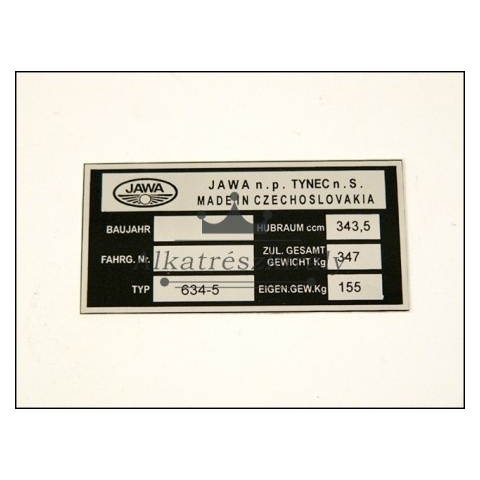 JAWA
JAWA n.p. TYNEC n.S.
MADE IN CZECHOSLOVAKIA
BAUJAHR
HUBRAUM ccm 343,5
FAHRG. Nr.
ZUL. GESAMT GEWICHT Kg 347
TYP 634-5
EIGEN.GEW.Kg 155